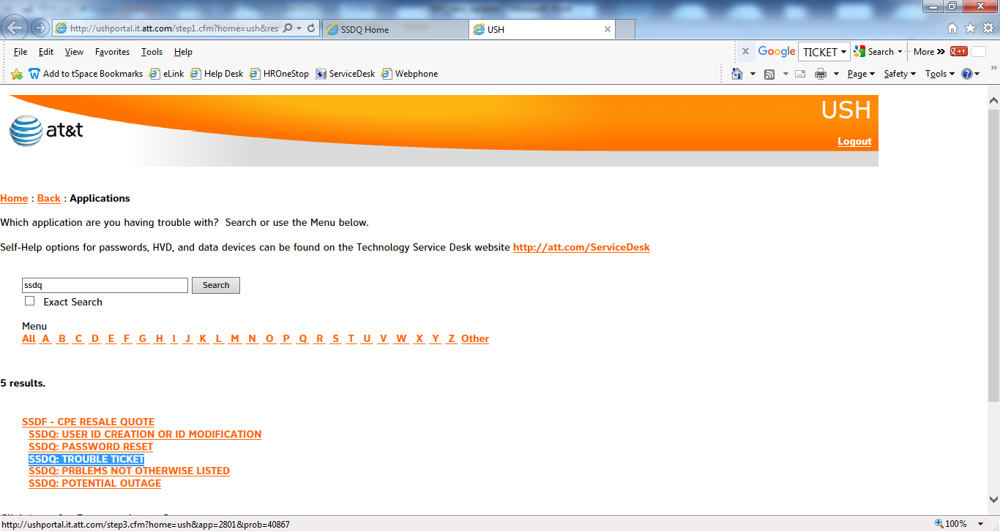 http://ushportal.it.att.com/step1.cfm?home=ush&res
SSDQ Home
USH
File Edit View Favorites Tools Help
x Google TICKET Search More »
+1
Add to tSpace Bookmarks eLink Help Desk HROneStop ServiceDesk Webphone
Page Safety Tools »
USH
at&t
Logout
Home : Back : Applications
Which application are you having trouble with? Search or use the Menu below.
Self-Help options for passwords, HVD, and data devices can be found on the Technology Service Desk website http://att.com/ServiceDesk
ssdq Search
Exact Search
Menu
All A B C D E F G H I J K L M N O P Q R S T U V W X Y Z Other
5 results.
SSDF - CPE RESALE QUOTE
SSDQ: USER ID CREATION OR ID MODIFICATION
SSDQ: PASSWORD RESET
SSDQ: TROUBLE TICKET
SSDQ: PRBLEMS NOT OTHERWISE LISTED
SSDQ: POTENTIAL OUTAGE
http://ushportal.it.att.com/step3.cfm?home=ush&app=2801&prob=40867
100%